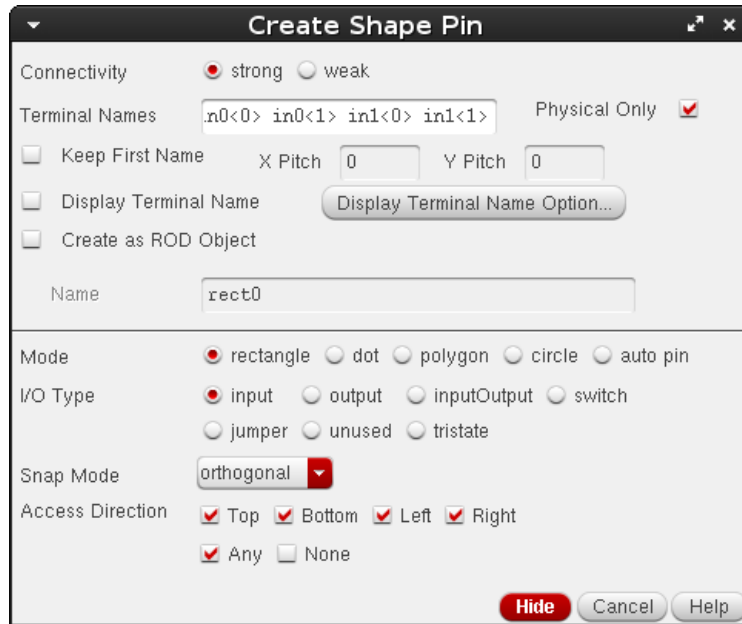 Create Shape Pin
Connectivity strong weak
Terminal Names n0<0> in0<1> in1<0> in1<1> Physical Only
Keep First Name X Pitch 0 Y Pitch 0
Display Terminal Name Display Terminal Name Option...
Create as ROD Object
Name rect0
Mode rectangle dot polygon circle auto pin
I/O Type input output inputOutput switch
jumper unused tristate
Snap Mode orthogonal
Access Direction Top Bottom Left Right
Any None
Hide Cancel Help